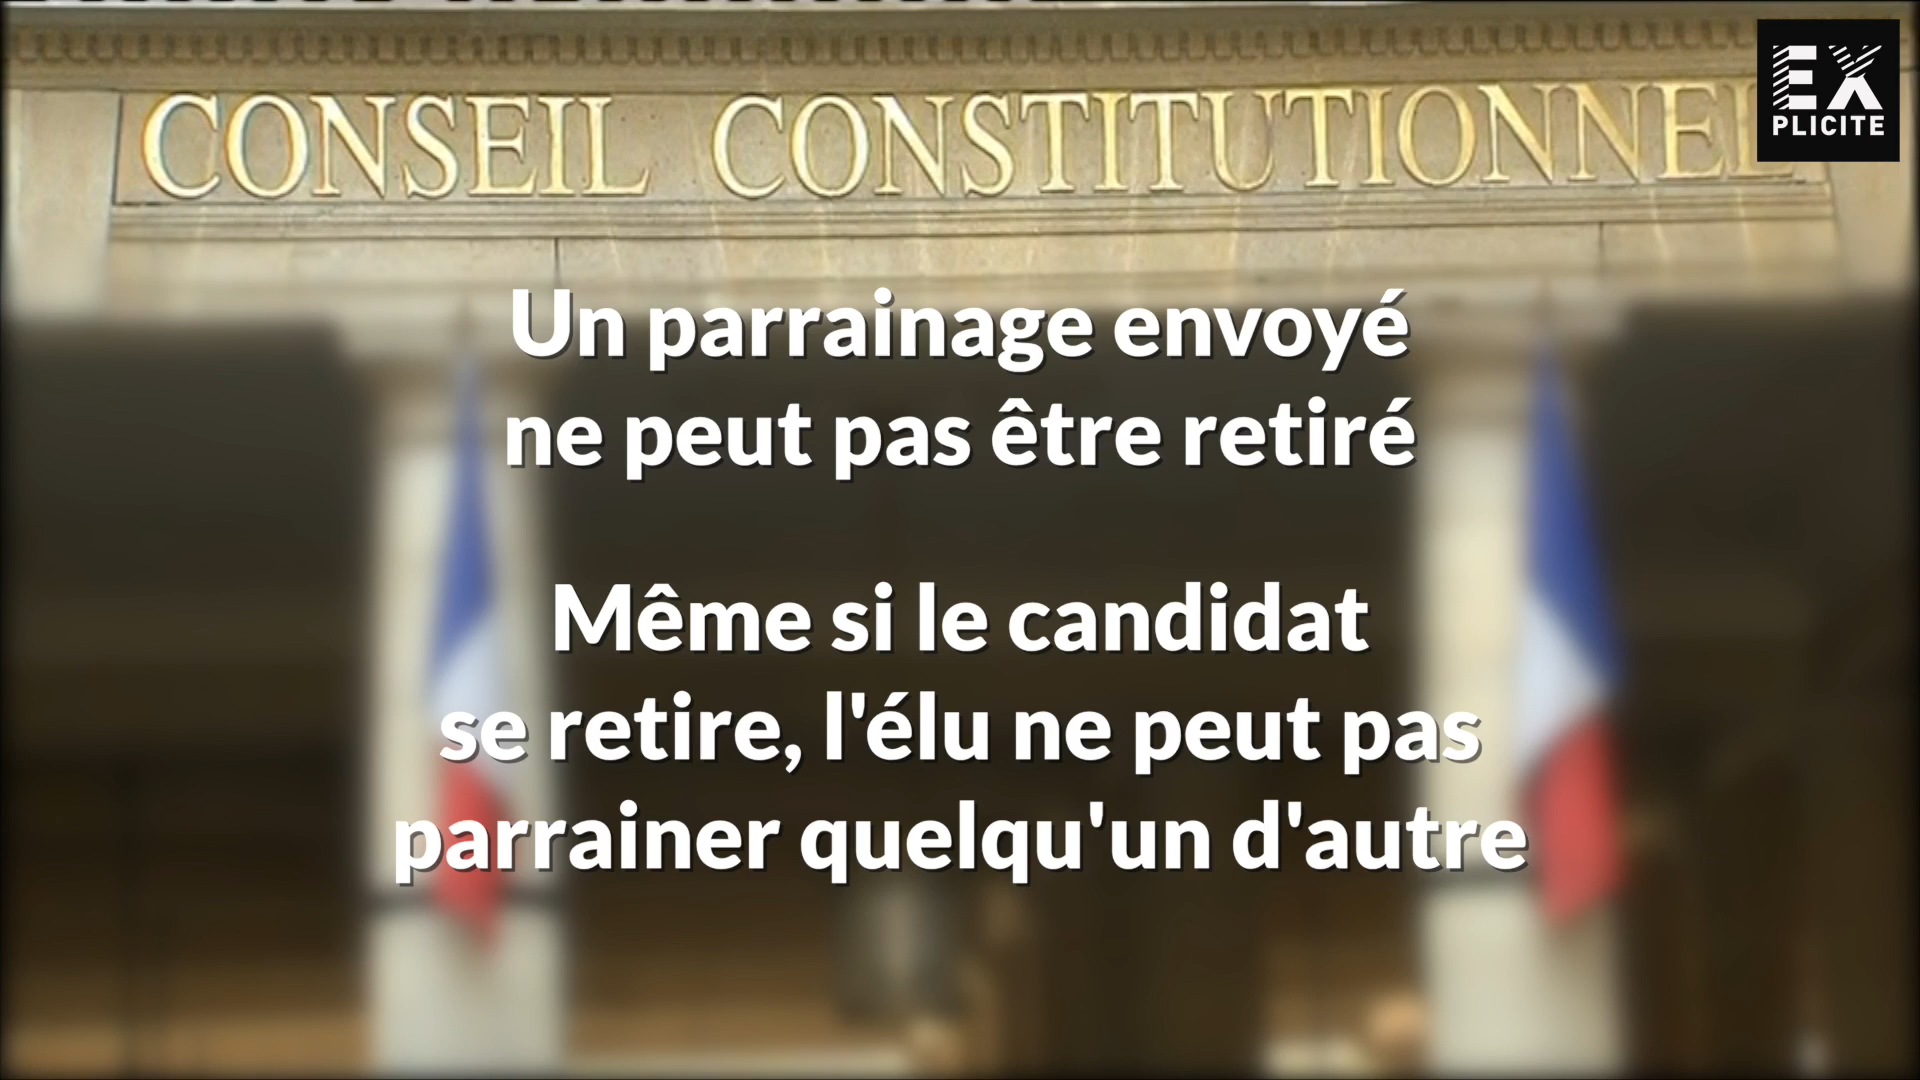 CONSEIL CONSTITUTIONNEL
EX
PLICITE
Un parrainage envoyé
ne peut pas être retiré
Même si le candidat
se retire, l'élu ne peut pas
parrainer quelqu'un d'autre